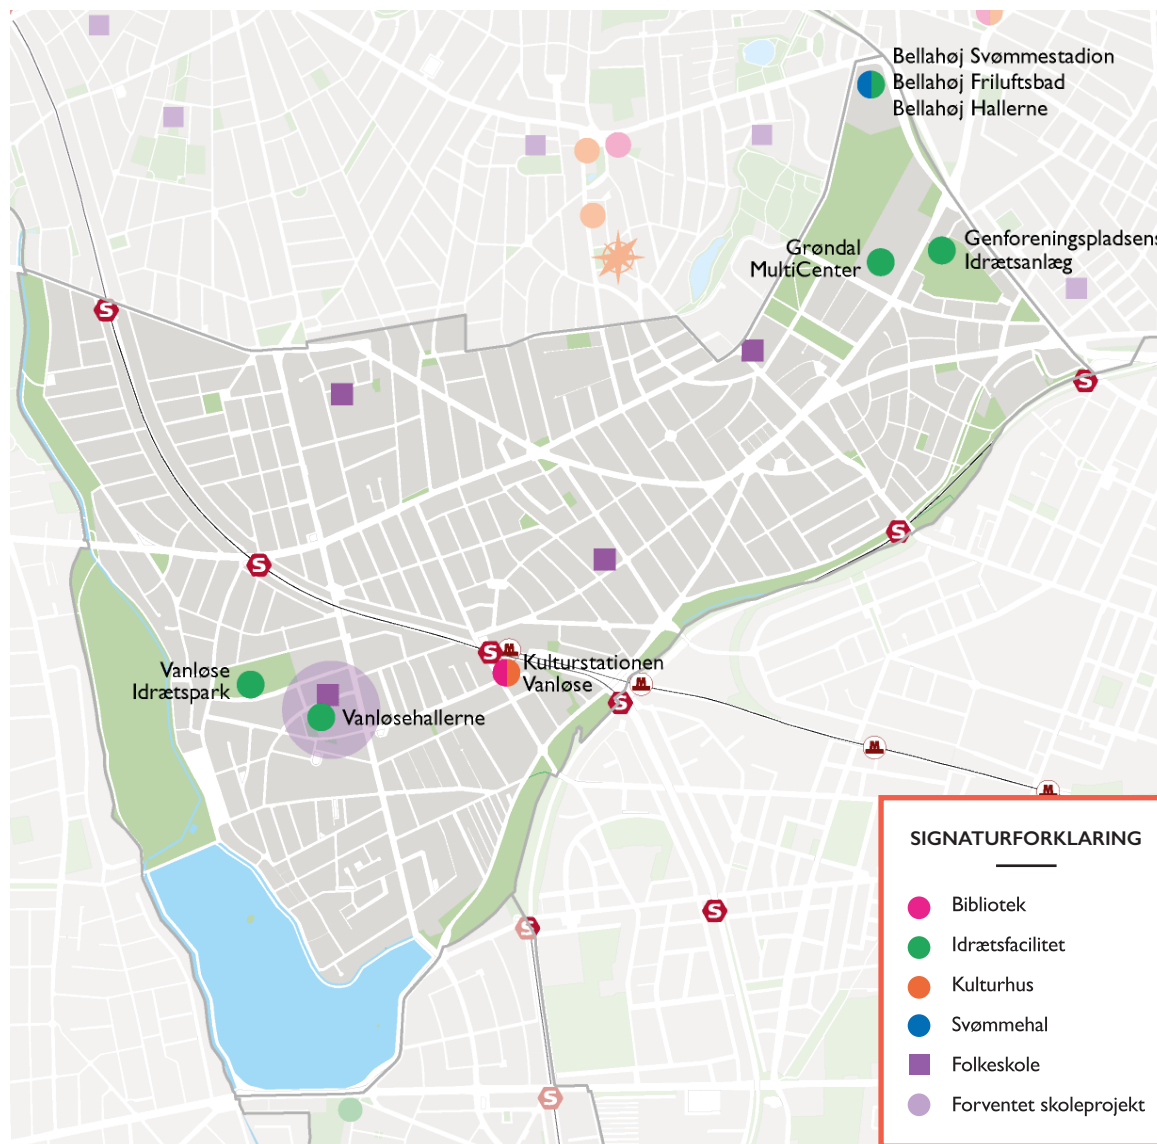 Bellahøj Svømmestadion
Bellahøj Friluftsbad
Bellahøj Hallerne
Grøndal
MultiCenter
Genforeningspladsens
Idrætsanlæg
S
S
S
S
S
M
Kulturstationen
Vanløse
M
S
Vanløse
Idrætspark
Vanløsehallerne
M
M
S
S
S
SIGNATURFORKLARING
Bibliotek
Idrætsfacilitet
Kulturhus
Svømmehal
Folkeskole
Forventet skoleprojekt